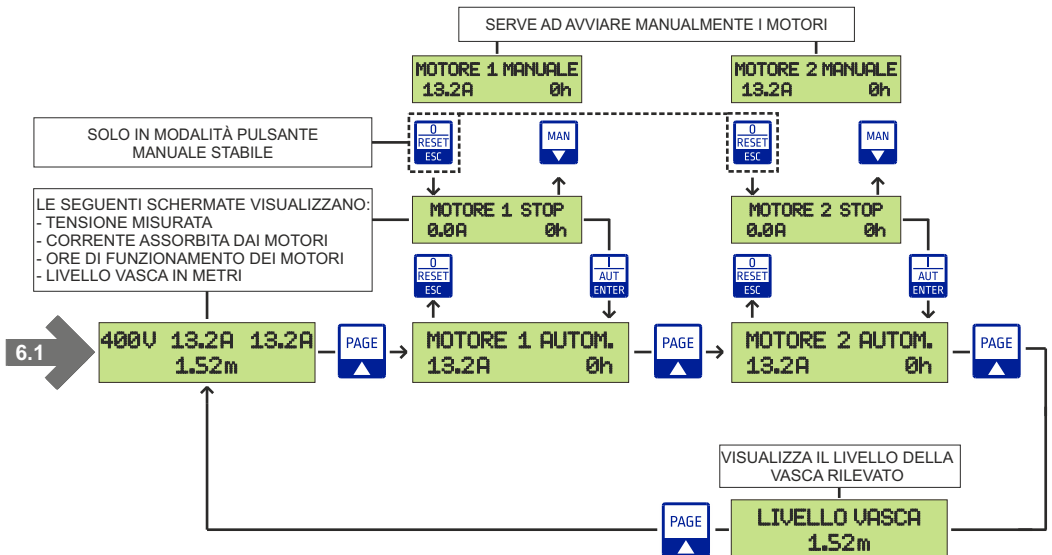 SERVE AD AVVIARE MANUALMENTE I MOTORI
MOTORE 1 MANUALE
13.2A 0h
MOTORE 2 MANUALE
13.2A 0h
SOLO IN MODALITÀ PULSANTE
MANUALE STABILE
0
RESET
ESC
MAN
0
RESET
ESC
MAN
LE SEGUENTI SCHERMATE VISUALIZZANO:
- TENSIONE MISURATA
- CORRENTE ASSORBITA DAI MOTORI
- ORE DI FUNZIONAMENTO DEI MOTORI
- LIVELLO VASCA IN METRI
MOTORE 1 STOP
0.0A 0h
MOTORE 2 STOP
0.0A 0h
0
RESET
ESC
I
AUT
ENTER
0
RESET
ESC
I
AUT
ENTER
6.1
400V 13.2A 13.2A
1.52m
PAGE
MOTORE 1 AUTOM.
13.2A 0h
PAGE
MOTORE 2 AUTOM.
13.2A 0h
PAGE
VISUALIZZA IL LIVELLO DELLA
VASCA RILEVATO
PAGE
LIVELLO VASCA
1.52m